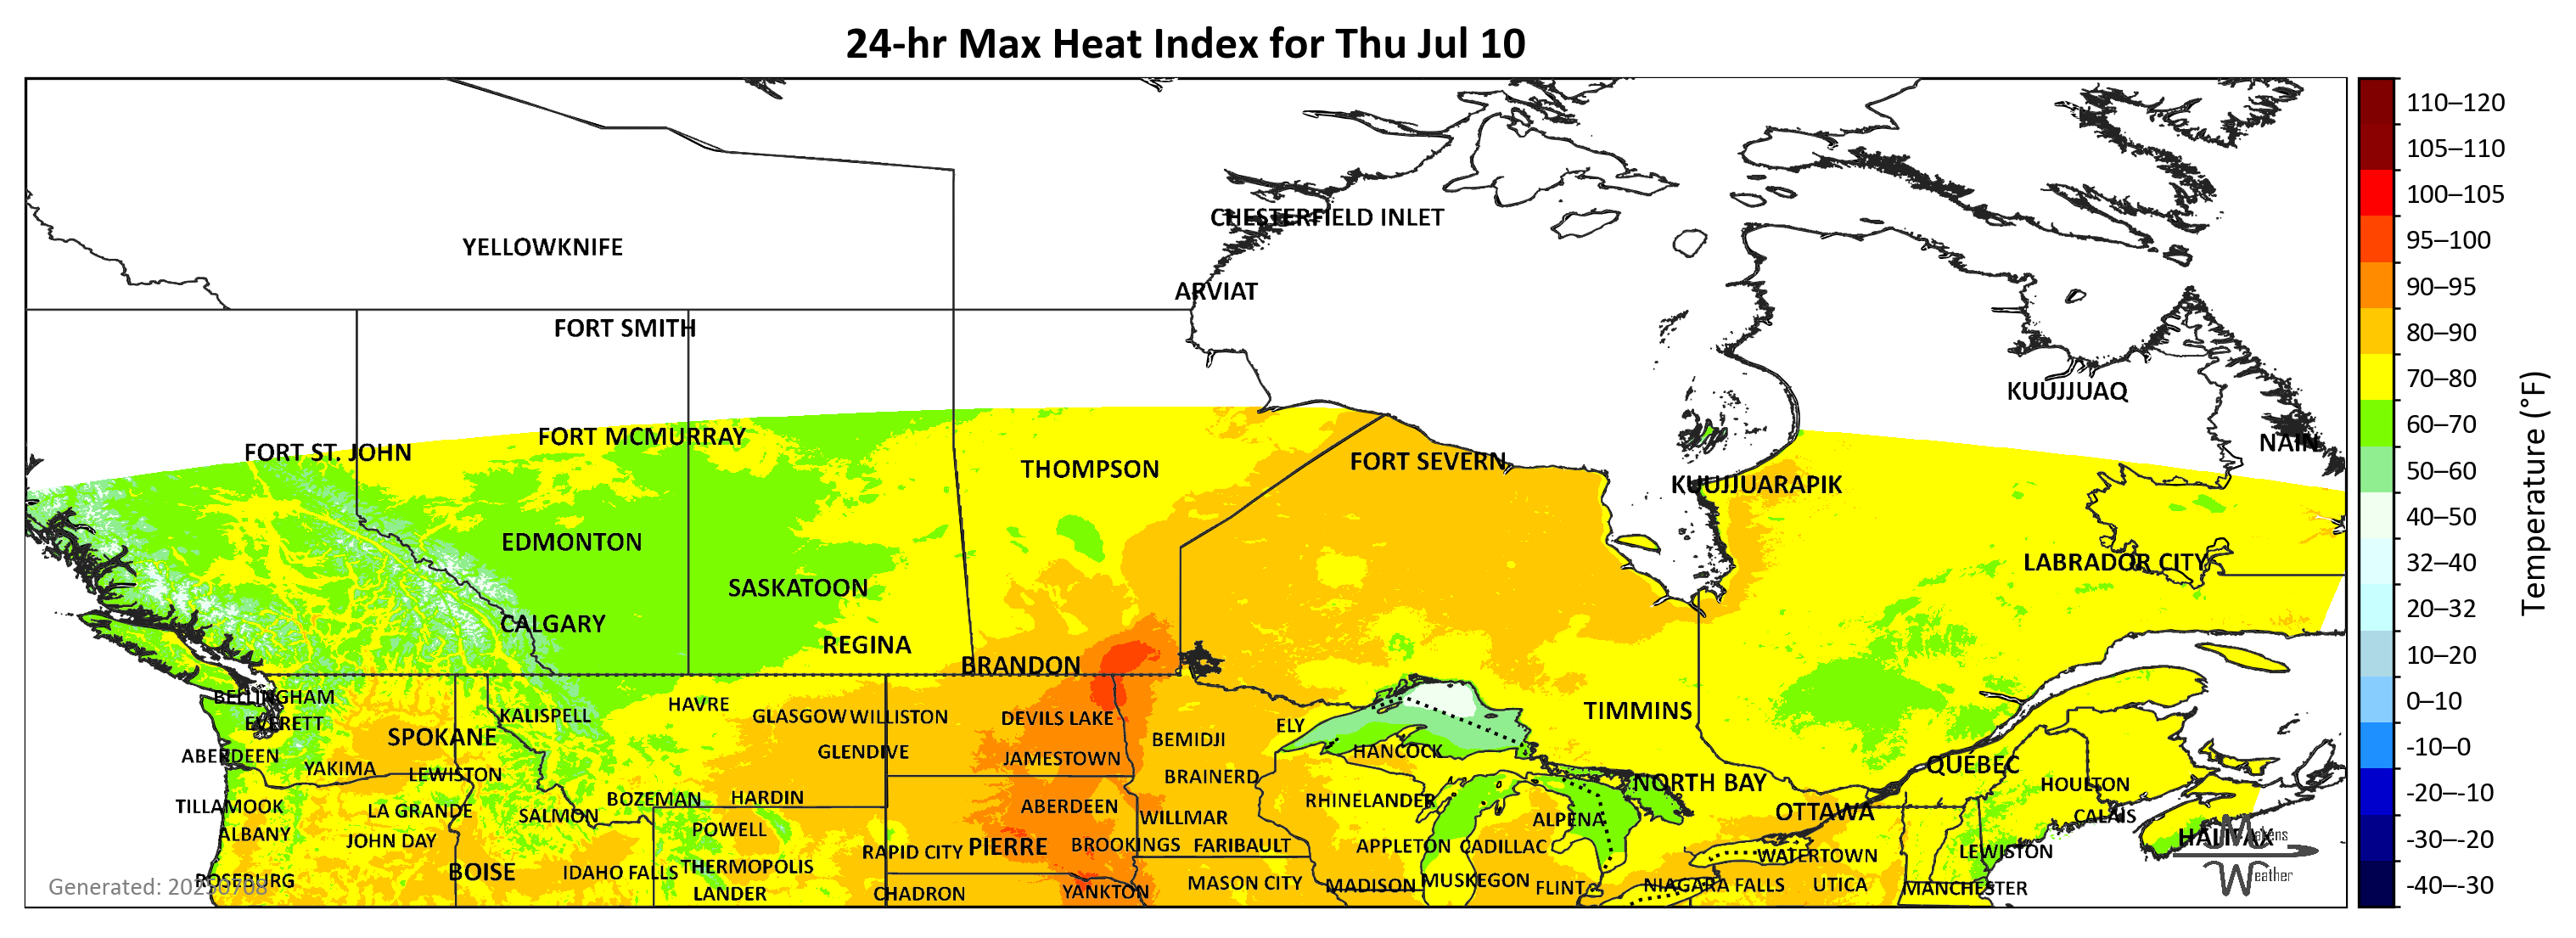 24-hr Max Heat Index for Thu Jul 10
110–120
105–110
CHESTERFIELD INLET
100–105
YELLOWKNIFE
95–100
ARVIAT
90–95
FORT SMITH
80–90
KUUJJUAQ
70–80
FORT ST. JOHN
FORT MCMURRAY
THOMPSON
FORT SEVERN
KUUJJUARAPIK
NAIN
60–70
50–60
EDMONTON
40–50
SASKATOON
LABRADOR CITY
32–40
CALGARY
20–32
REGINA
BRANDON
10–20
Temperature (°F)
BELLINGHAM
HAVRE
0–10
EVERETT
KALISPELL
GLASGOW
WILLISTON
DEVILS LAKE
ELY
TIMMINS
SPOKANE
BEMIDJI
-10–0
ABERDEEN
GLENDIVE
JAMESTOWN
HANCOCK
YAKIMA
LEWISTON
BRAINERD
NORTH BAY
QUÉBEC
HOULTON
-20–-10
TILLAMOOK
LA GRANDE
SALMON
BOZEMAN
HARDIN
ABERDEEN
WILLMAR
RHINELANDER
ALPENA
OTTAWA
CALAIS
ALBANY
JOHN DAY
POWELL
-30–-20
HALIFAX
RAPID CITY
PIERRE
BROOKINGS
FARIBAULT
APPLETON
CADILLAC
WATERTOWN
LEWISTON
ROSEBURG
BOISE
IDAHO FALLS
THERMOPOLIS
LANDER
CHADRON
YANKTON
MASON CITY
MADISON
MUSKEGON
FLINT
NIAGARA FALLS
UTICA
MANCHESTER
-40–-30
Generated: 20250708
Weather